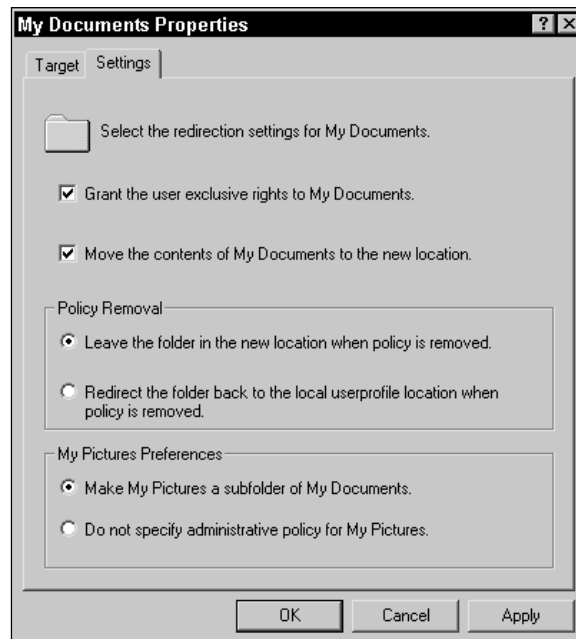 My Documents Properties
Target Settings
Select the redirection settings for My Documents.
Grant the user exclusive rights to My Documents.
Move the contents of My Documents to the new location.
Policy Removal
Leave the folder in the new location when policy is removed.
Redirect the folder back to the local userprofile location when
policy is removed.
My Pictures Preferences
Make My Pictures a subfolder of My Documents.
Do not specify administrative policy for My Pictures.
OK Cancel Apply